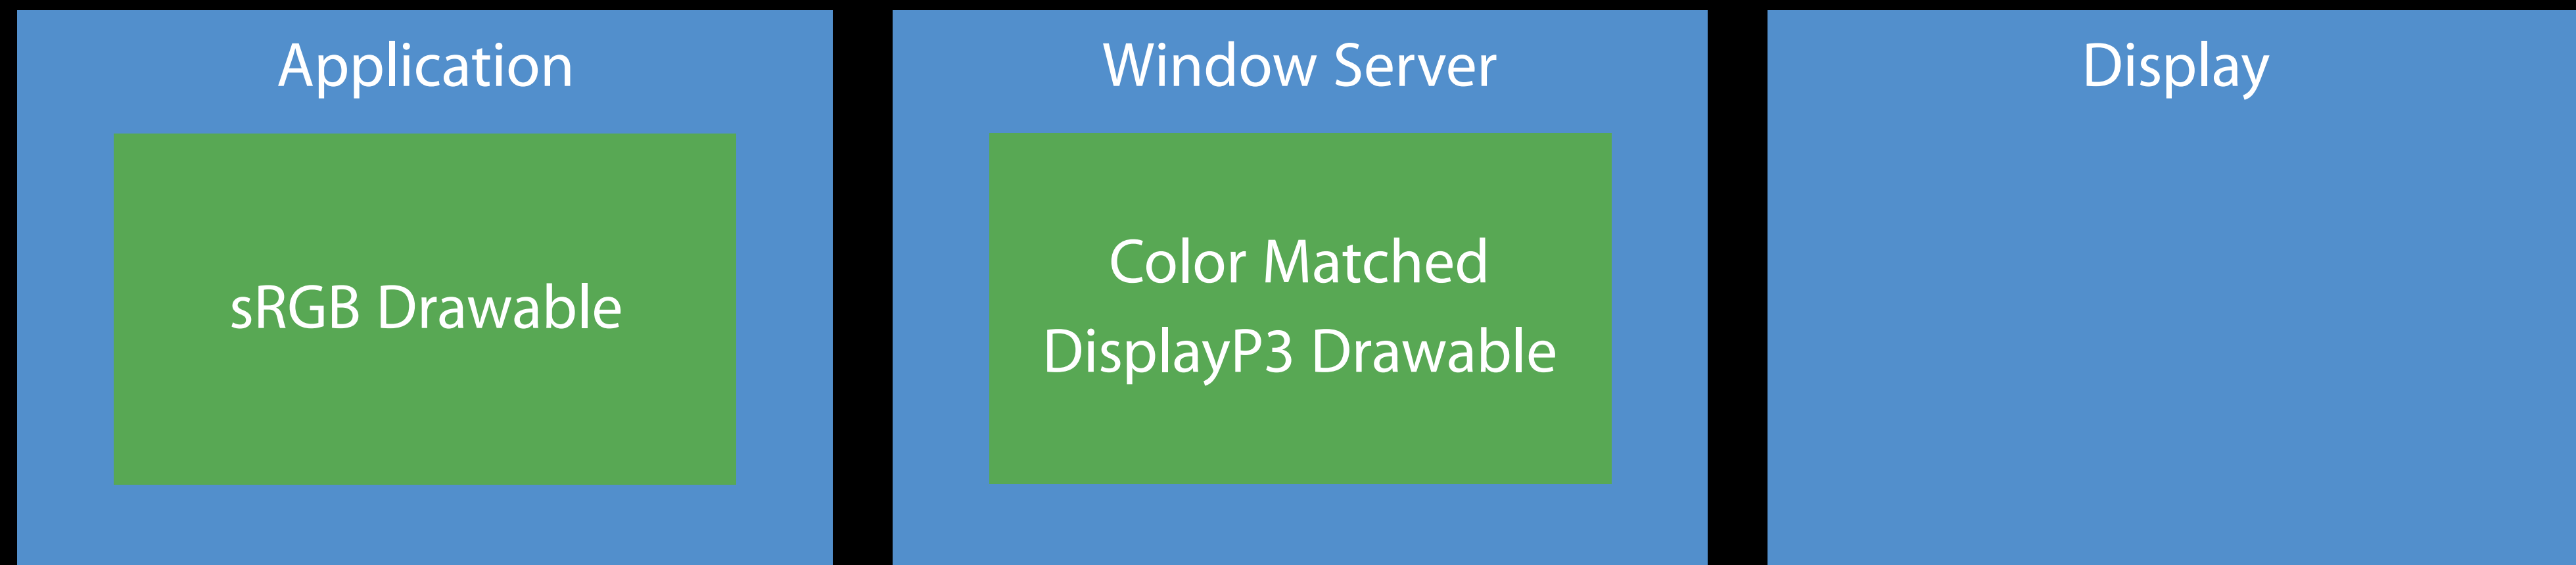 Application
sRGB Drawable
Window Server
Color Matched
DisplayP3 Drawable
Display